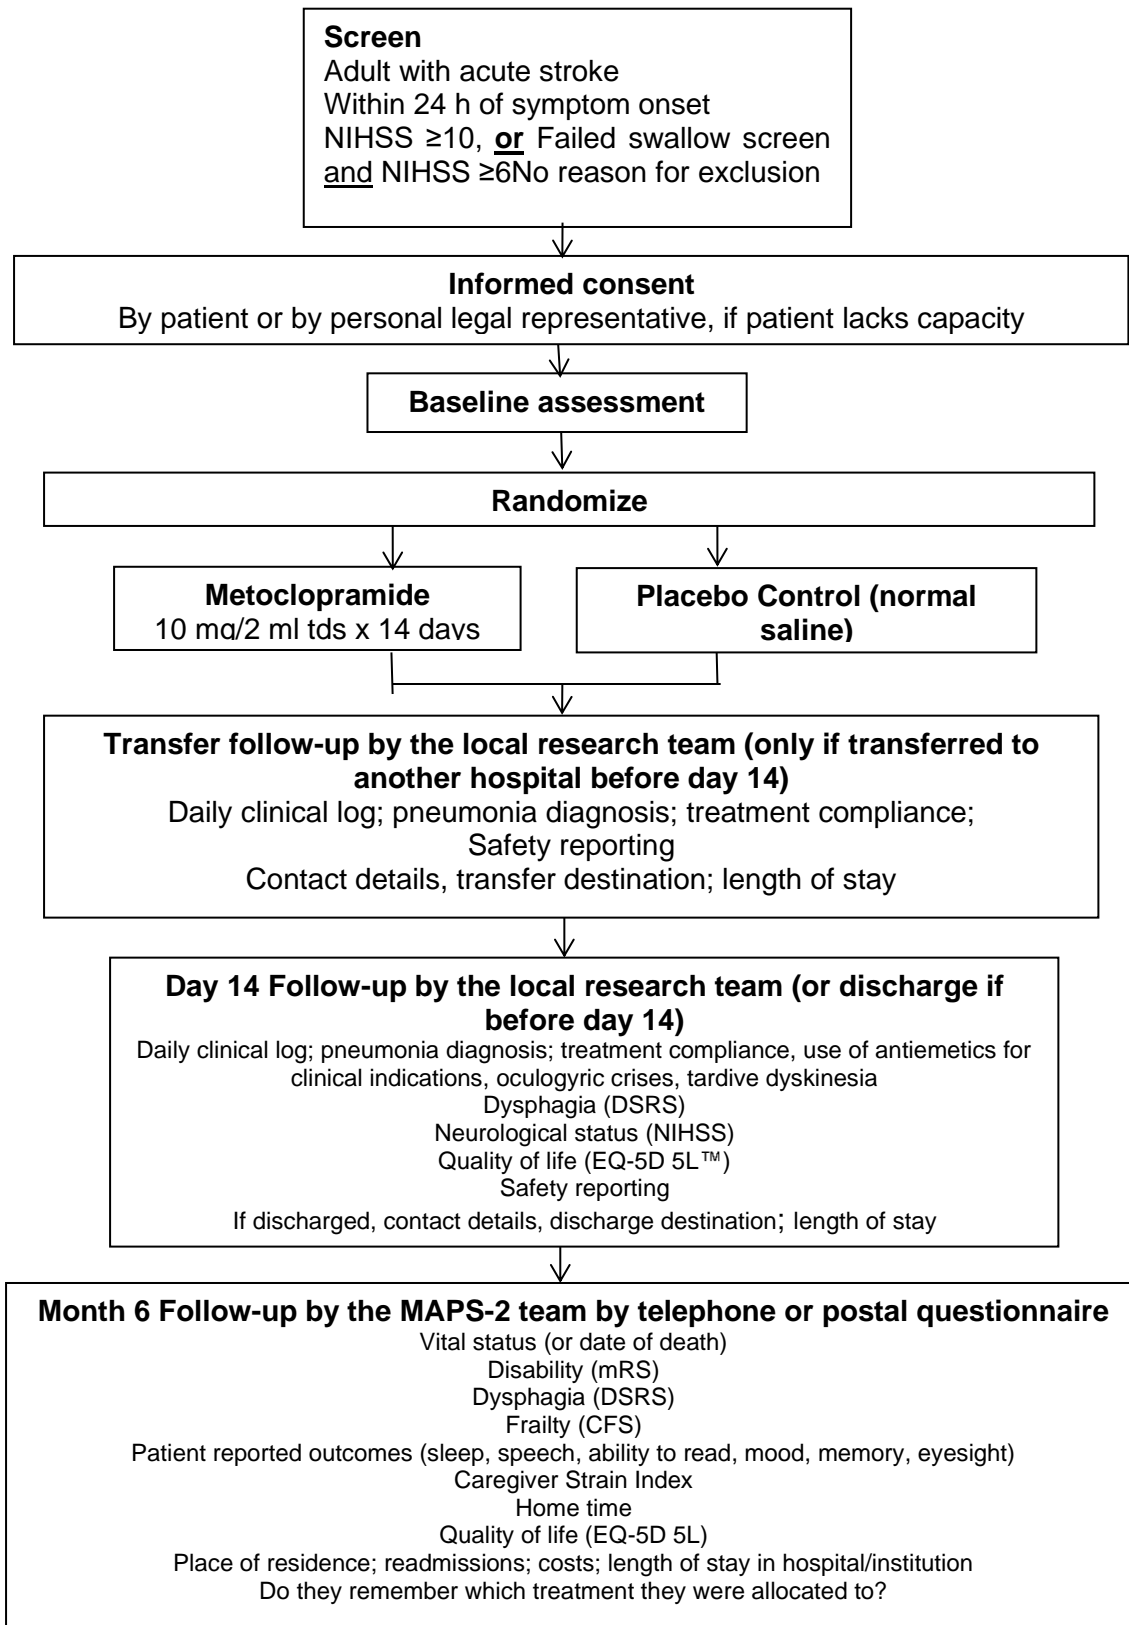 Screen
Adult with acute stroke
Within 24 h of symptom onset
NIHSS ≥10, or Failed swallow screen
and NIHSS ≥6No reason for exclusion
Informed consent
By patient or by personal legal representative, if patient lacks capacity
Baseline assessment
Randomize
Metoclopramide
10 mg/2 ml tds x 14 days
Placebo Control (normal
saline)
Transfer follow-up by the local research team (only if transferred to
another hospital before day 14)
Daily clinical log; pneumonia diagnosis; treatment compliance;
Safety reporting
Contact details, transfer destination; length of stay
Day 14 Follow-up by the local research team (or discharge if
before day 14)
Daily clinical log; pneumonia diagnosis; treatment compliance, use of antiemetics for
clinical indications, oculogyric crises, tardive dyskinesia
Dysphagia (DSRS)
Neurological status (NIHSS)
Quality of life (EQ-5D 5L™)
Safety reporting
If discharged, contact details, discharge destination; length of stay
Month 6 Follow-up by the MAPS-2 team by telephone or postal questionnaire
Vital status (or date of death)
Disability (mRS)
Dysphagia (DSRS)
Frailty (CFS)
Patient reported outcomes (sleep, speech, ability to read, mood, memory, eyesight)
Caregiver Strain Index
Home time
Quality of life (EQ-5D 5L)
Place of residence; readmissions; costs; length of stay in hospital/institution
Do they remember which treatment they were allocated to?